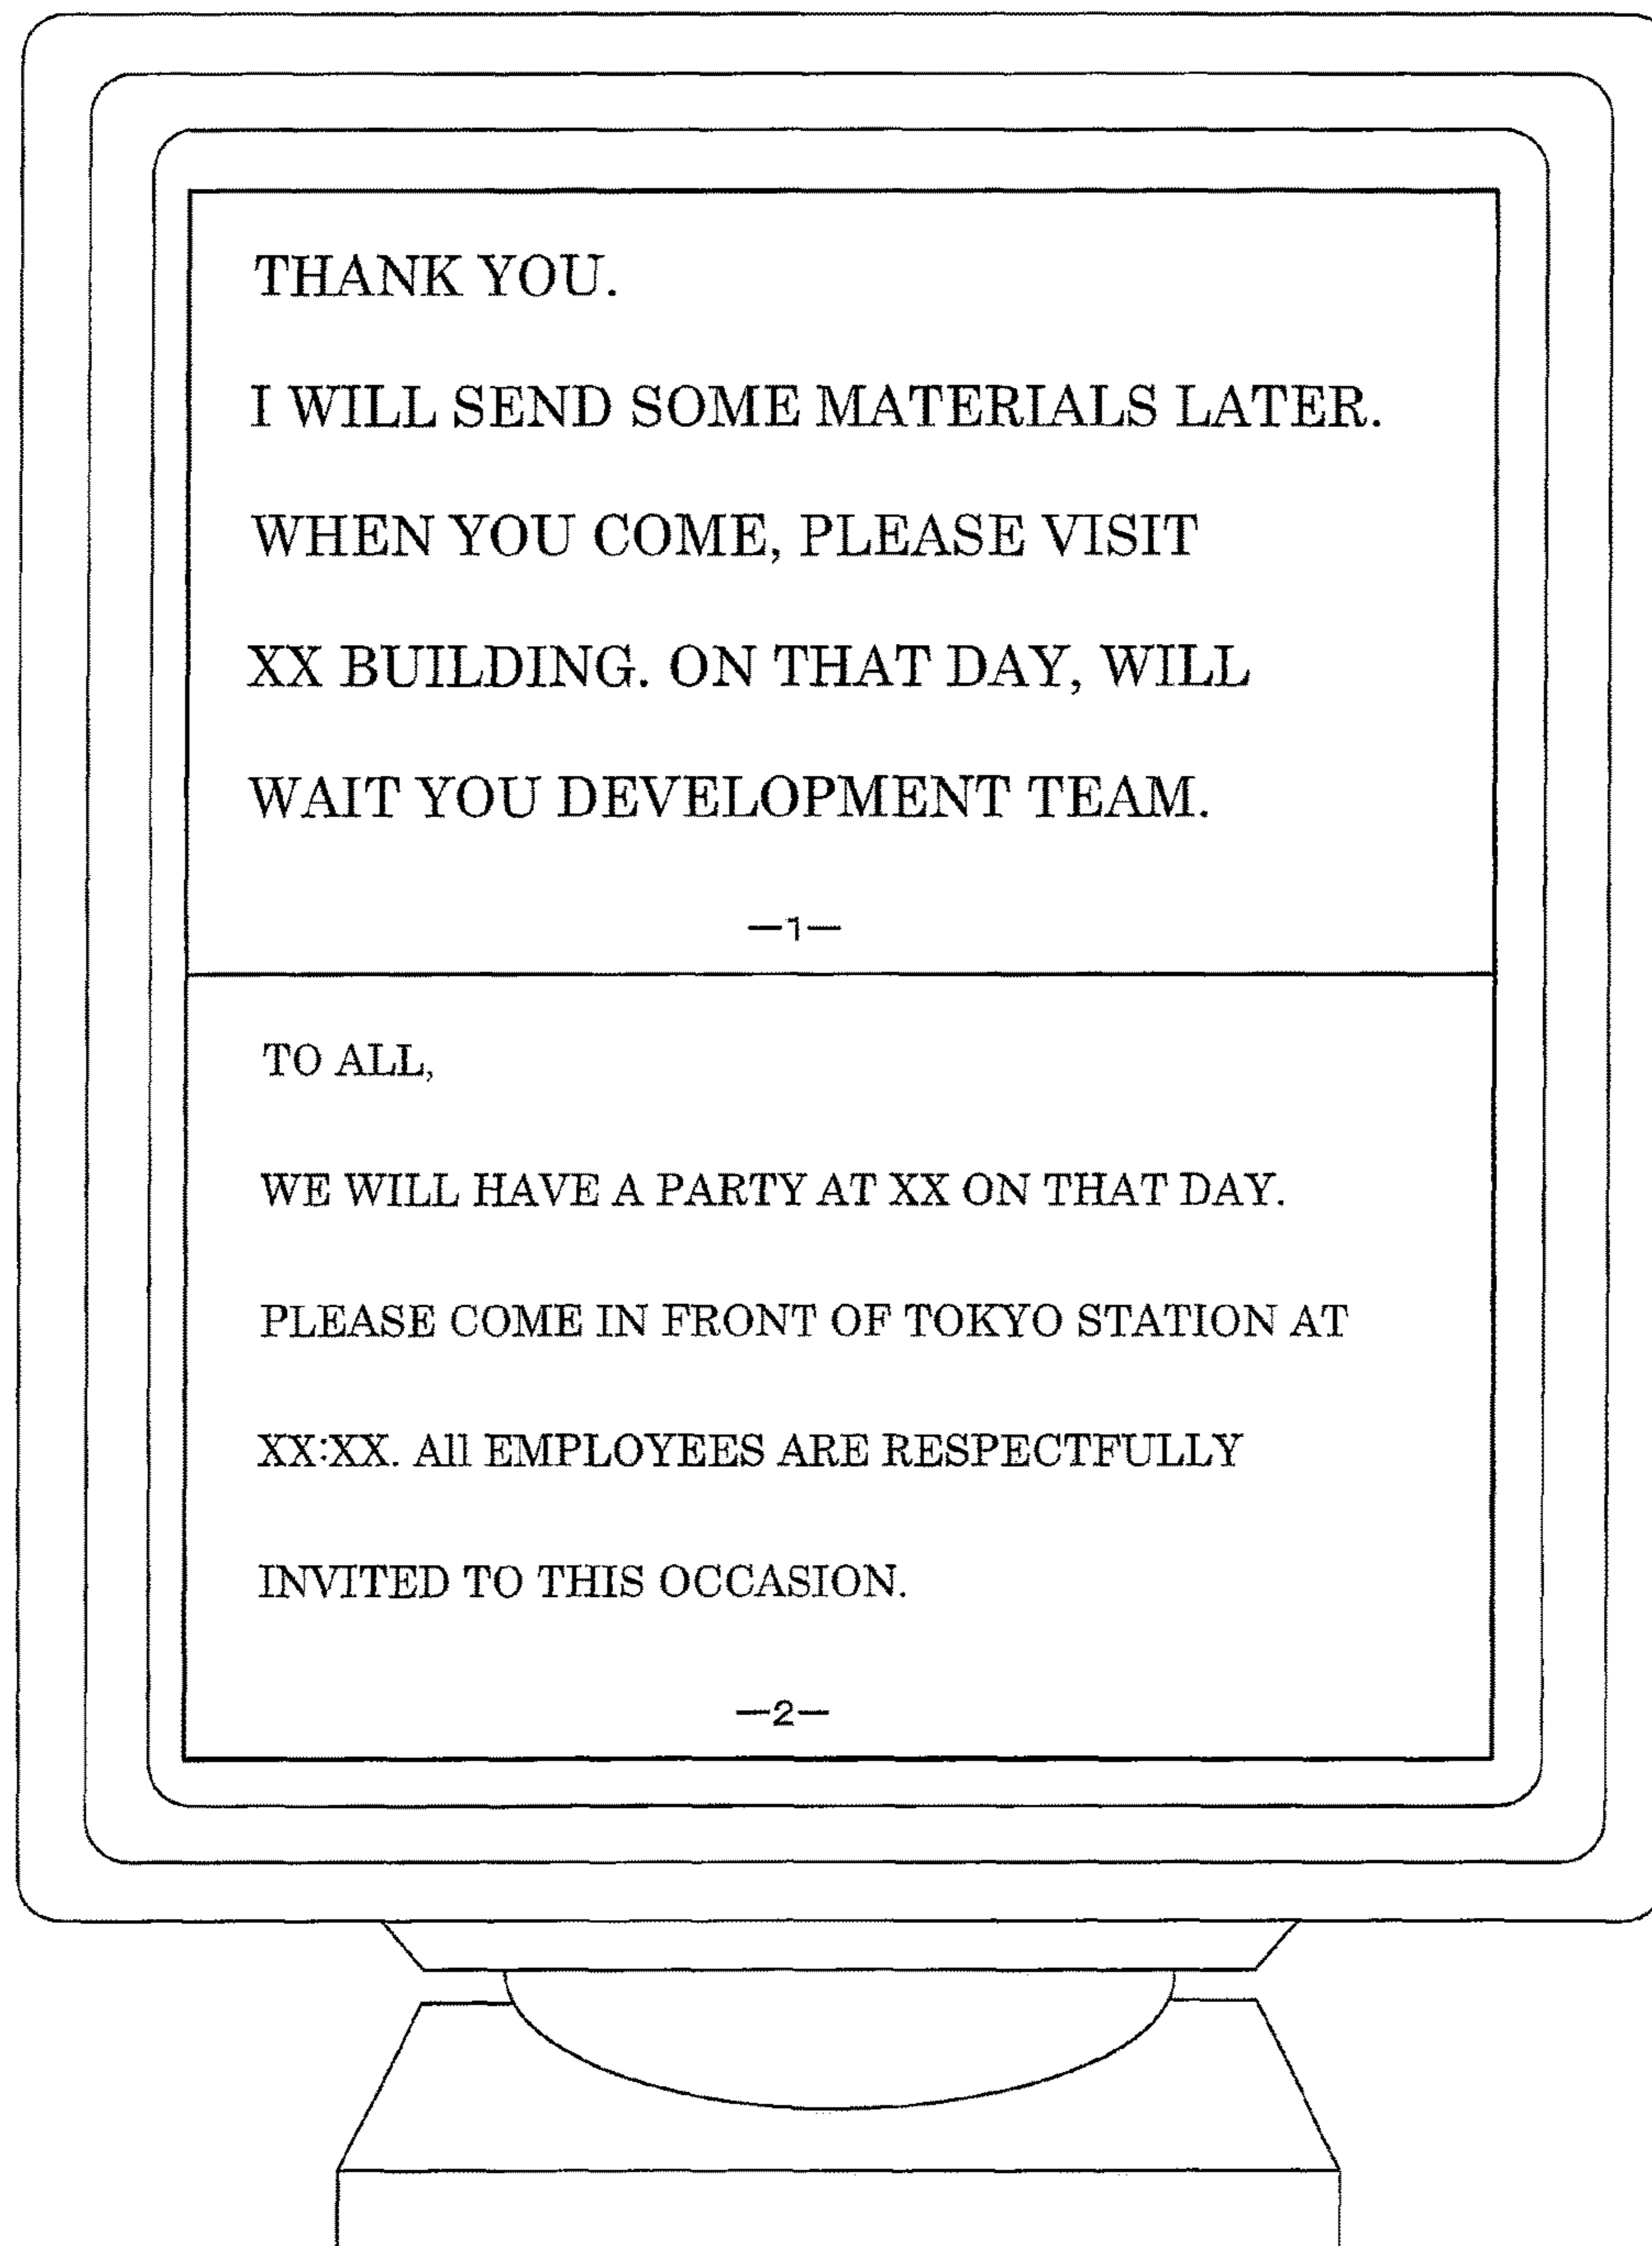 THANK YOU.
I WILL SEND SOME MATERIALS LATER.
WHEN YOU COME, PLEASE VISIT
XX BUILDING. ON THAT DAY, WILL
WAIT YOU DEVELOPMENT TEAM.
—1—
TO ALL,
WE WILL HAVE A PARTY AT XX ON THAT DAY.
PLEASE COME IN FRONT OF TOKYO STATION AT
XX:XX. All EMPLOYEES ARE RESPECTFULLY
INVITED TO THIS OCCASION.
—2—